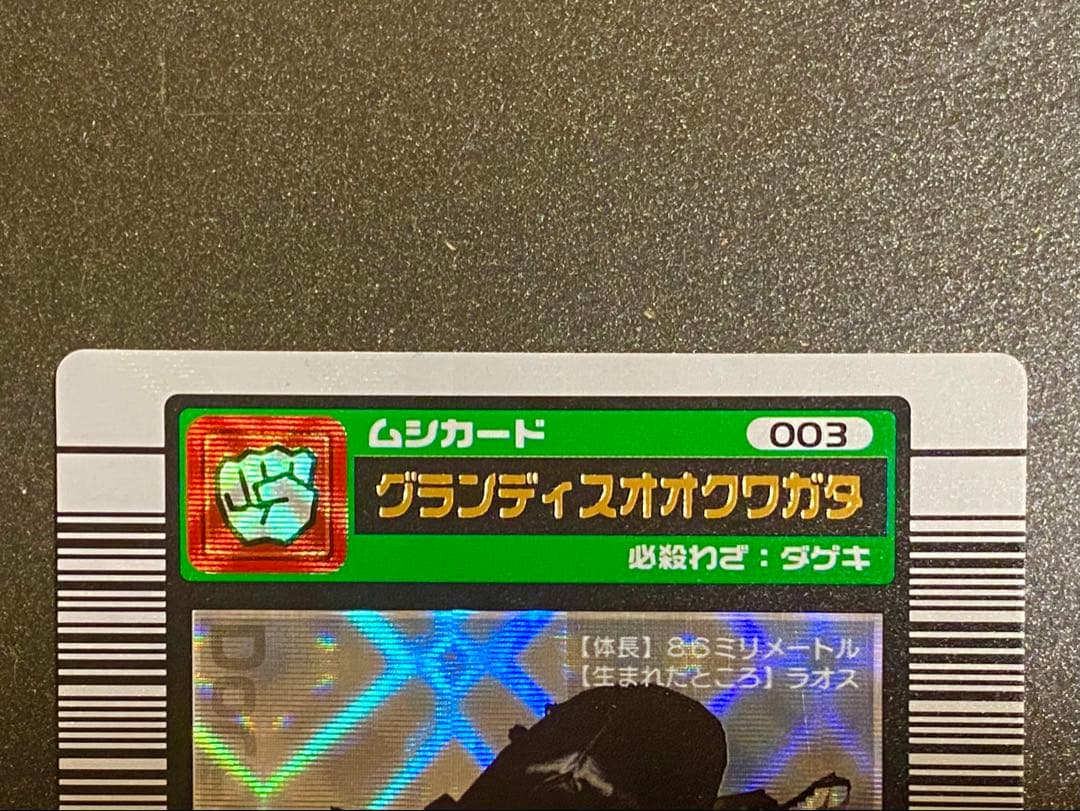 ムシカード 003
グランディスオオクワガタ
必殺わざ：ダゲキ
【体長】86ミリメートル
【生まれたところ】ラオス